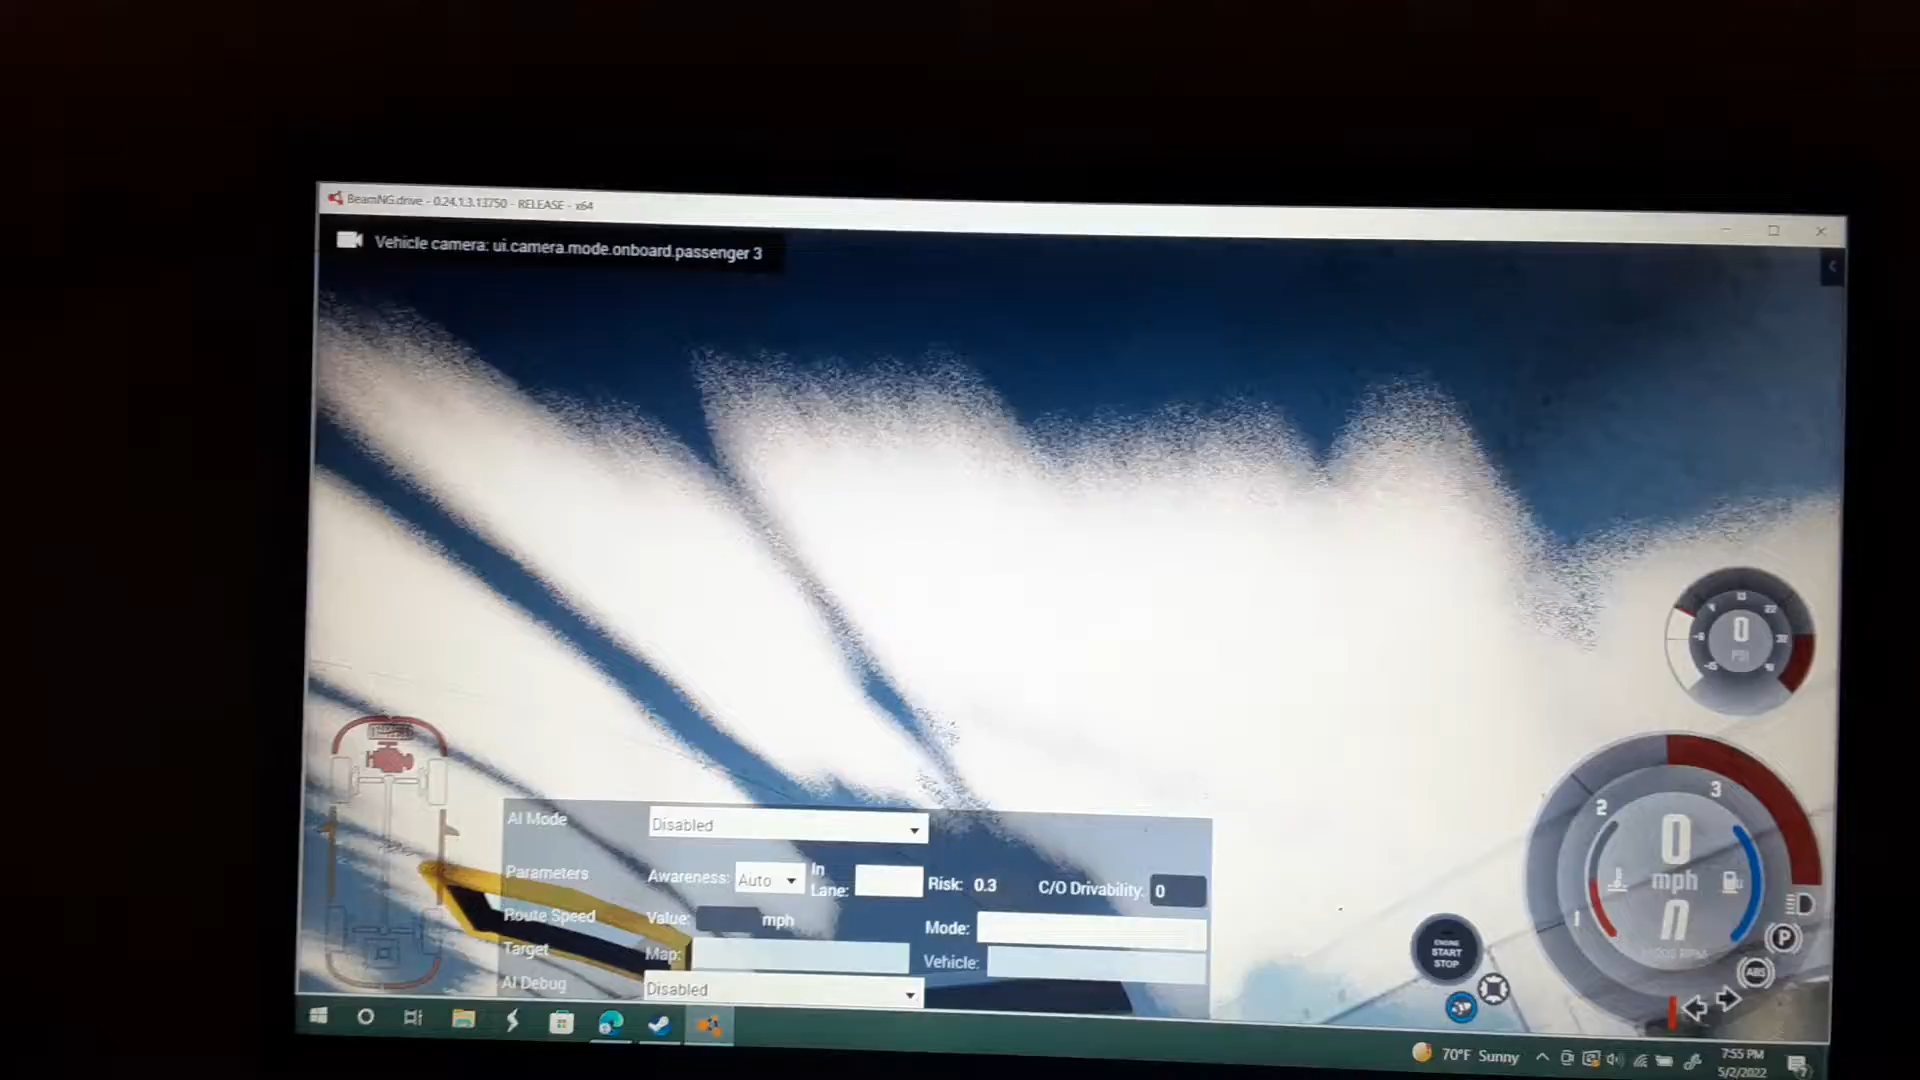 BeamNG.drive - 0.24.1.3.13750 - RELEASE - x64
Vehicle camera: ui.camera.mode.onboard.passenger 3
0
PSI
AI Mode
Disabled
Parameters
Awareness:
Auto
In Lane:
Risk: 0.3
C/O Drivability:
0
Route Speed
Value:
mph
Mode:
Target
Map:
Vehicle:
AI Debug
Disabled
ENGINE
START
STOP
1
2
3
0
mph
n
P
ABS
70°F Sunny
7:55 PM
5/2/2022